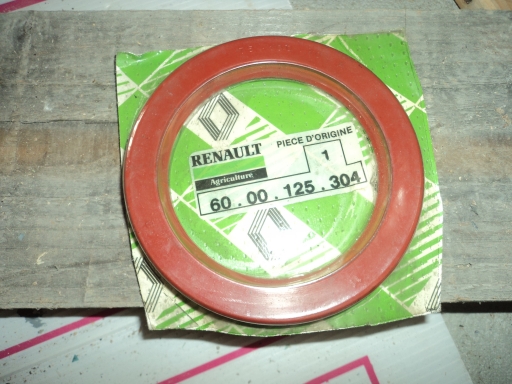 RENAULT
Agriculture
PIECE D'ORIGINE
1
60.00.125.304